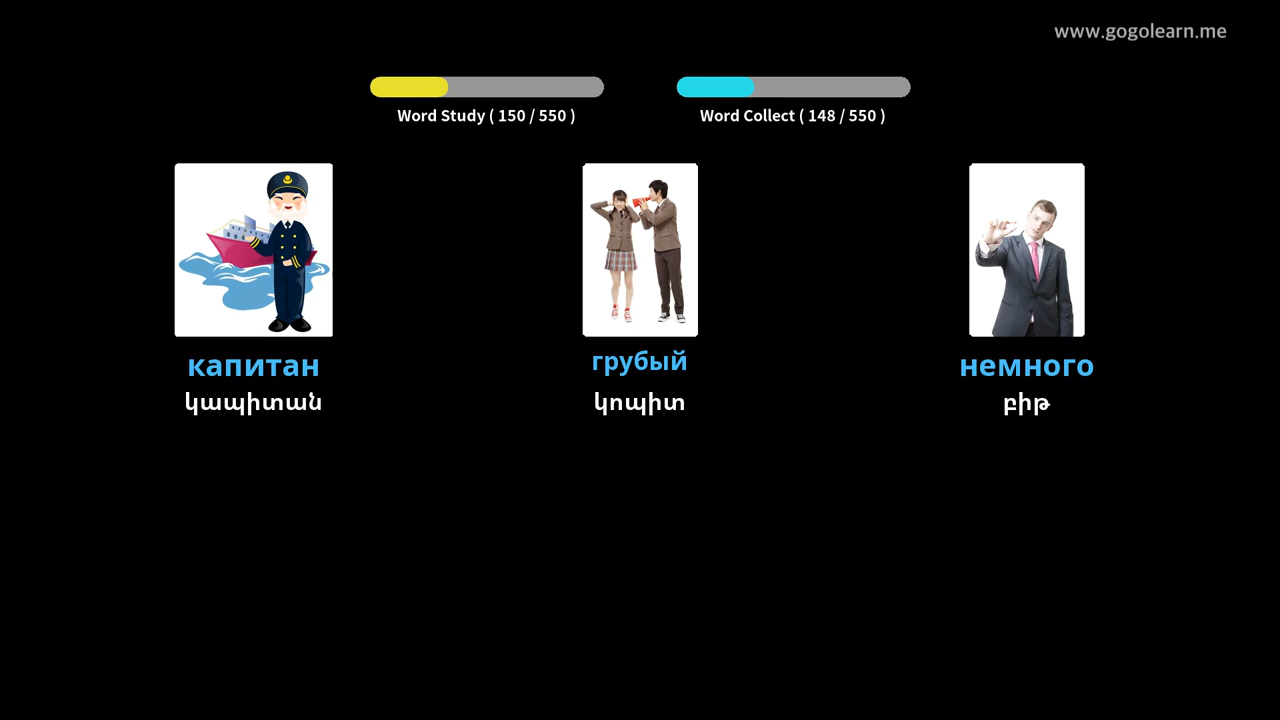 www.gogolearn.me
Word Study ( 150 / 550 )
Word Collect ( 148 / 550 )
капитан
կապիտան
грубый
կոպիտ
немного
բիթ